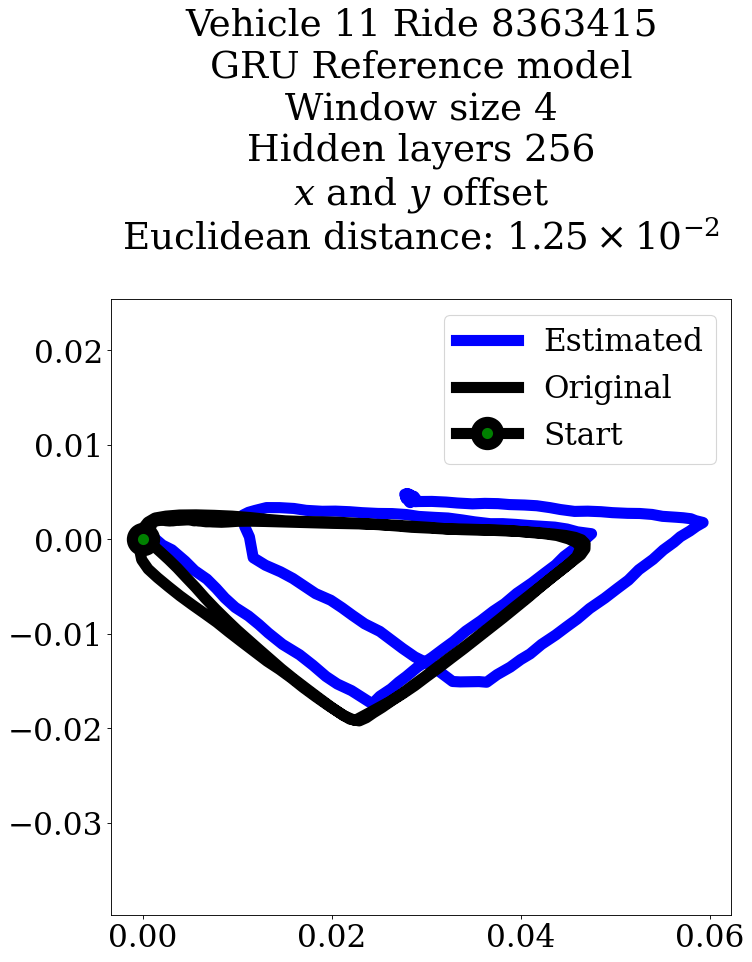 Vehicle 11 Ride 8363415
GRU Reference model
Window size 4
Hidden layers 256
x and y offset
Euclidean distance: 1.25 × 10⁻²
Estimated
Original
Start
0.02
0.01
0.00
−0.01
−0.02
−0.03
0.00 0.02 0.04 0.06